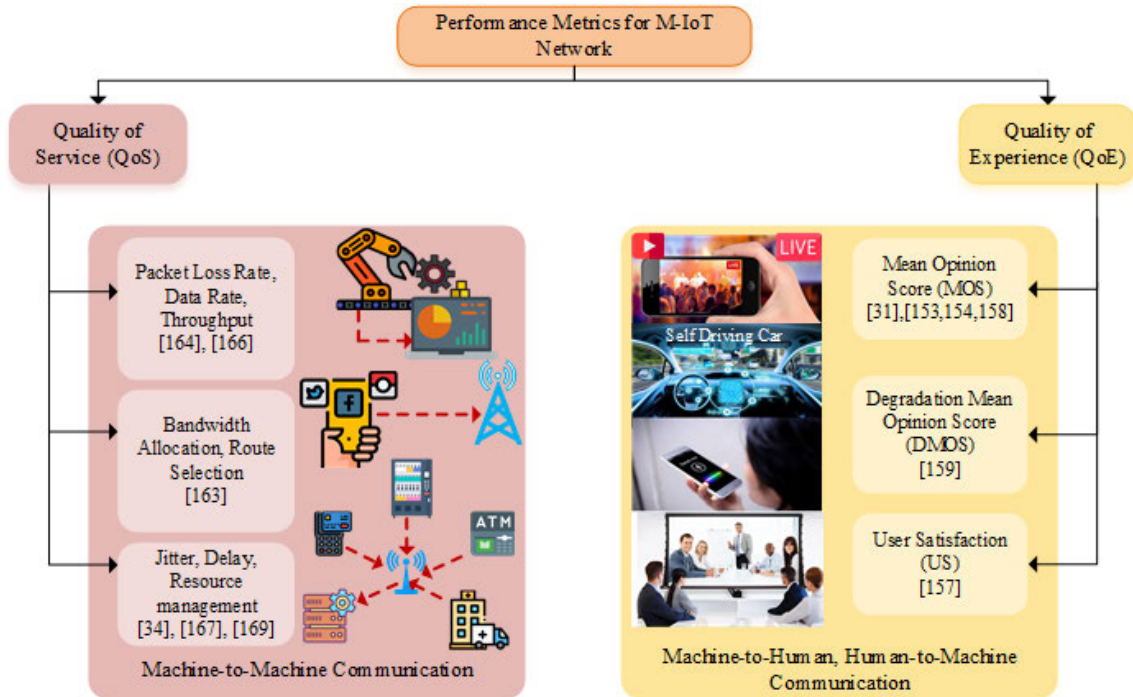 Performance Metrics for M-IoT
Network
Quality of
Service (QoS)
Quality of
Experience (QoE)
Packet Loss Rate,
Data Rate,
Throughput
[164], [166]
Bandwidth
Allocation, Route
Selection
[163]
Jitter, Delay,
Resource
management
[34], [167], [169]
ATM
Machine-to-Machine Communication
LIVE
LIVE
Self Driving Car
Mean Opinion
Score (MOS)
[31],[153,154,158]
Degradation Mean
Opinion Score
(DMOS)
[159]
User Satisfaction
(US)
[157]
Machine-to-Human, Human-to-Machine
Communication